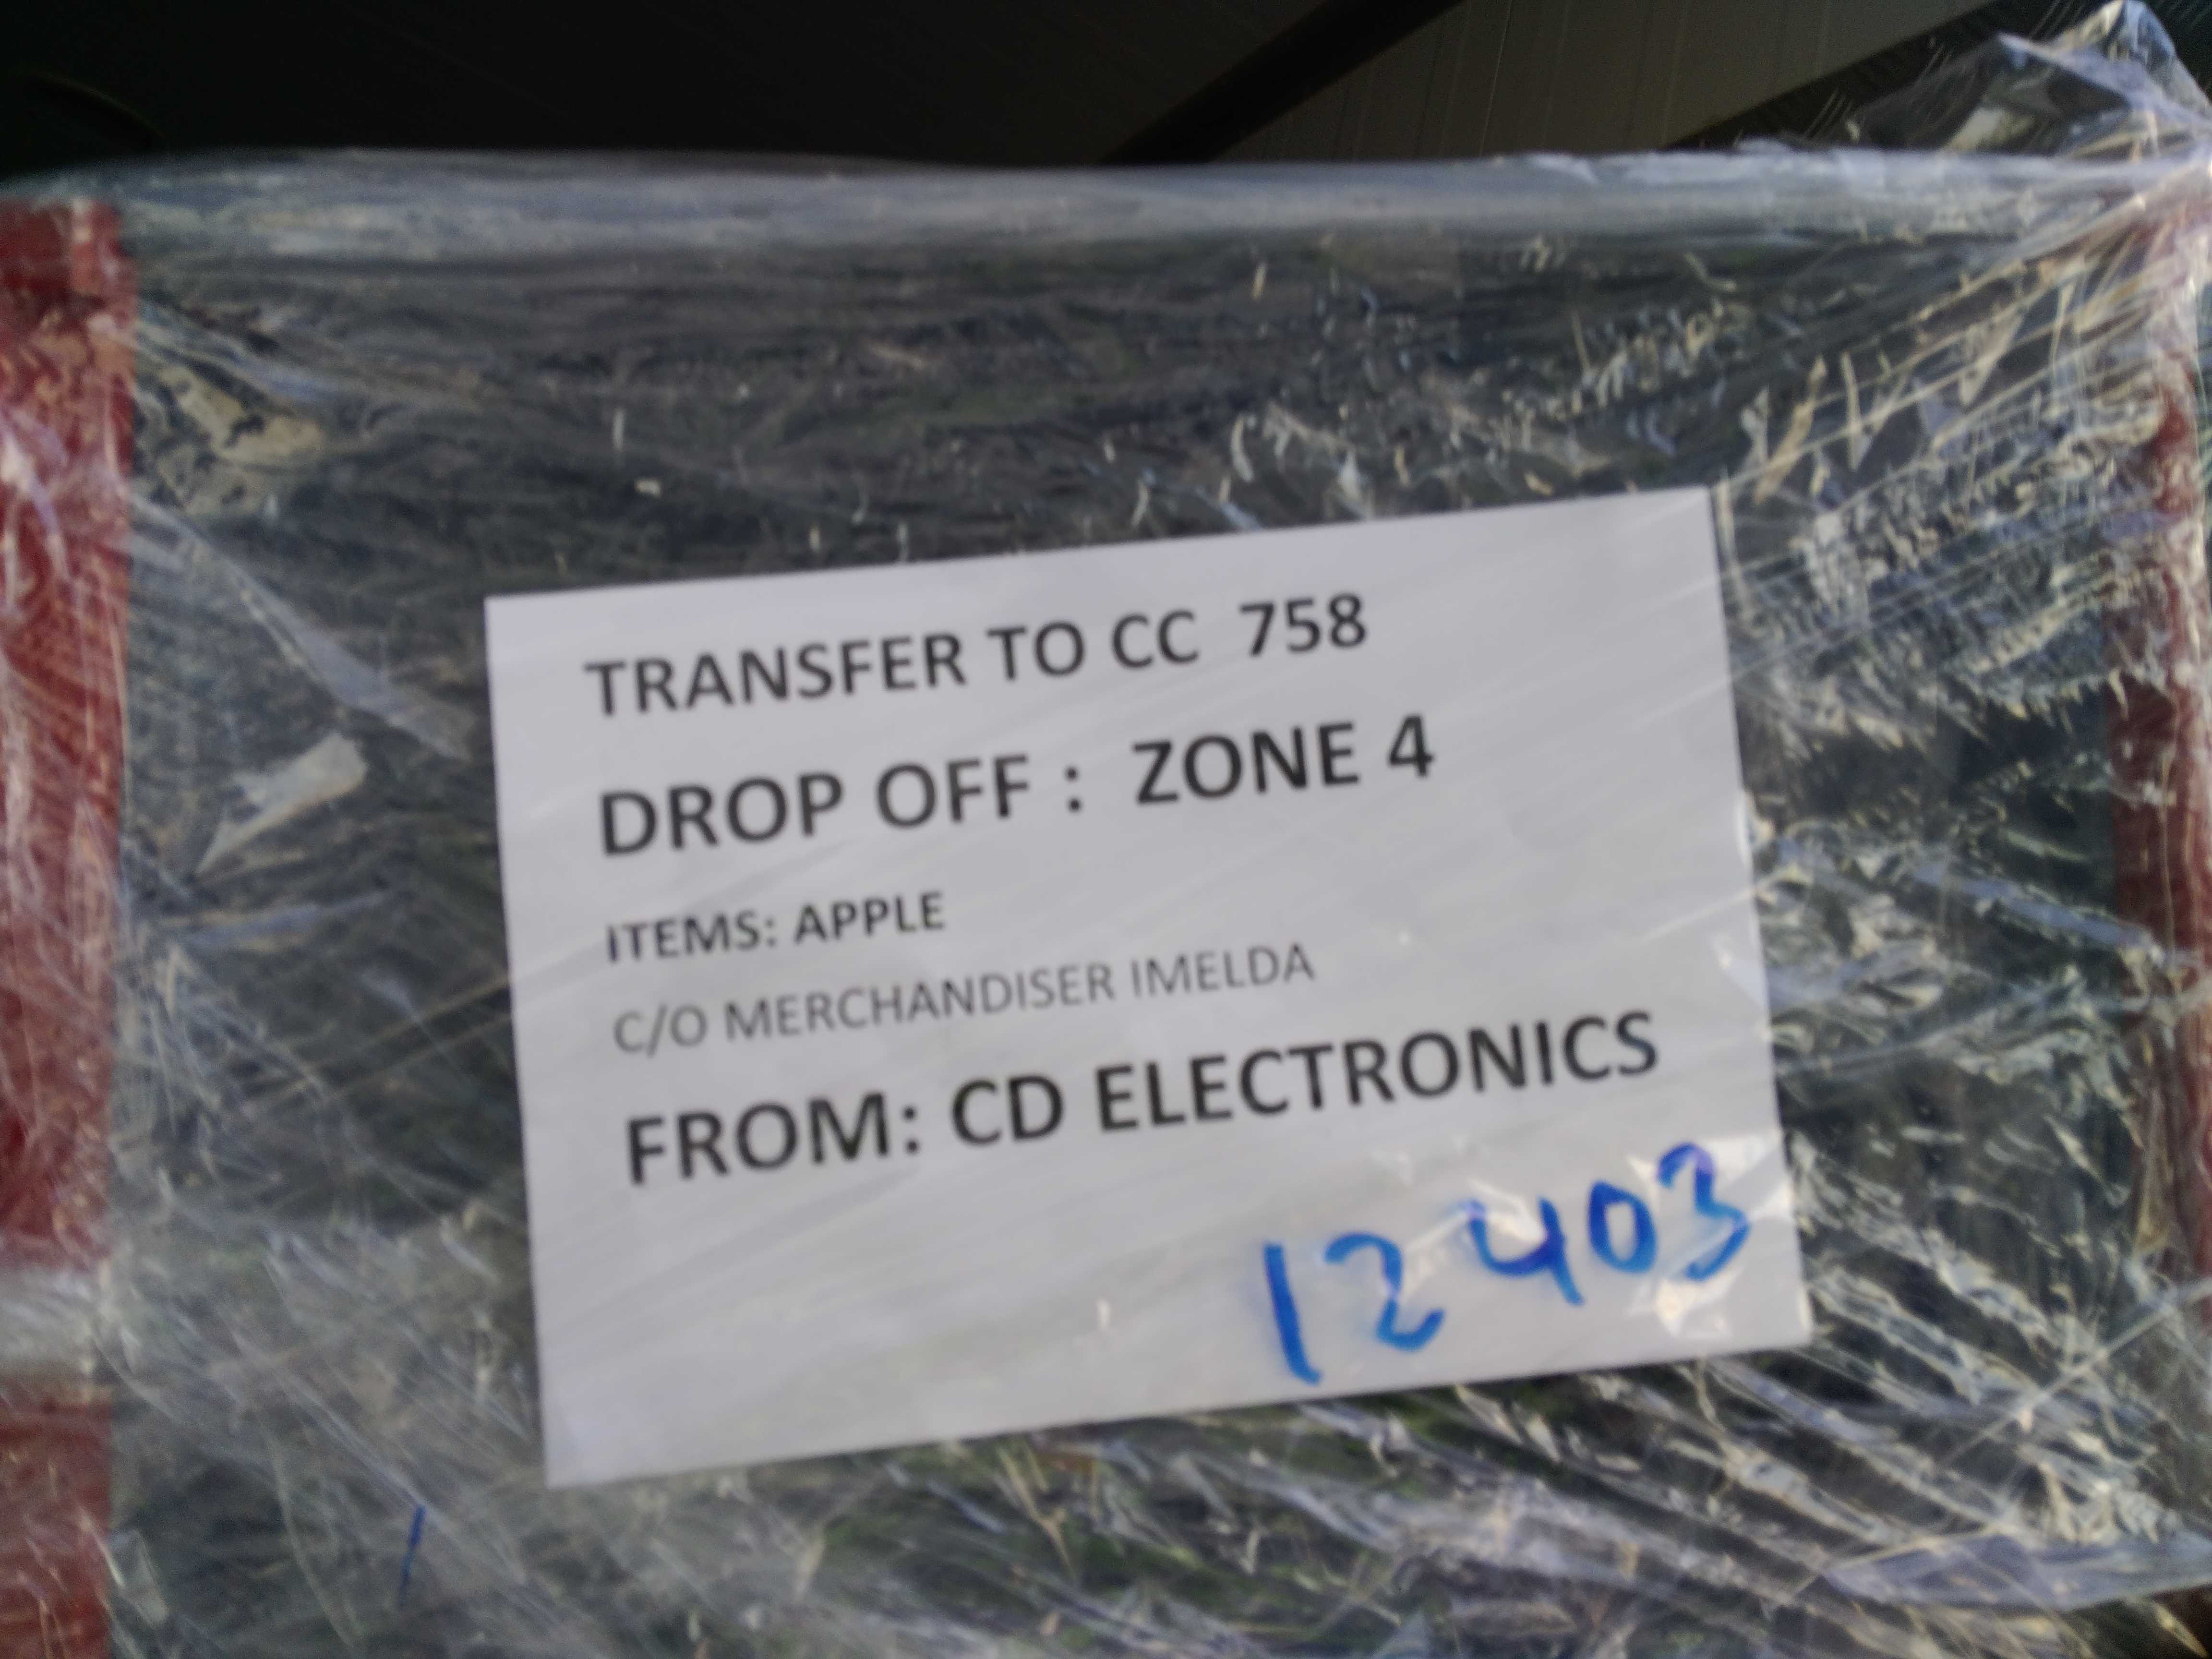 TRANSFER TO CC 758
DROP OFF : ZONE 4
ITEMS: APPLE
C/O MERCHANDISER IMELDA
FROM: CD ELECTRONICS
12403